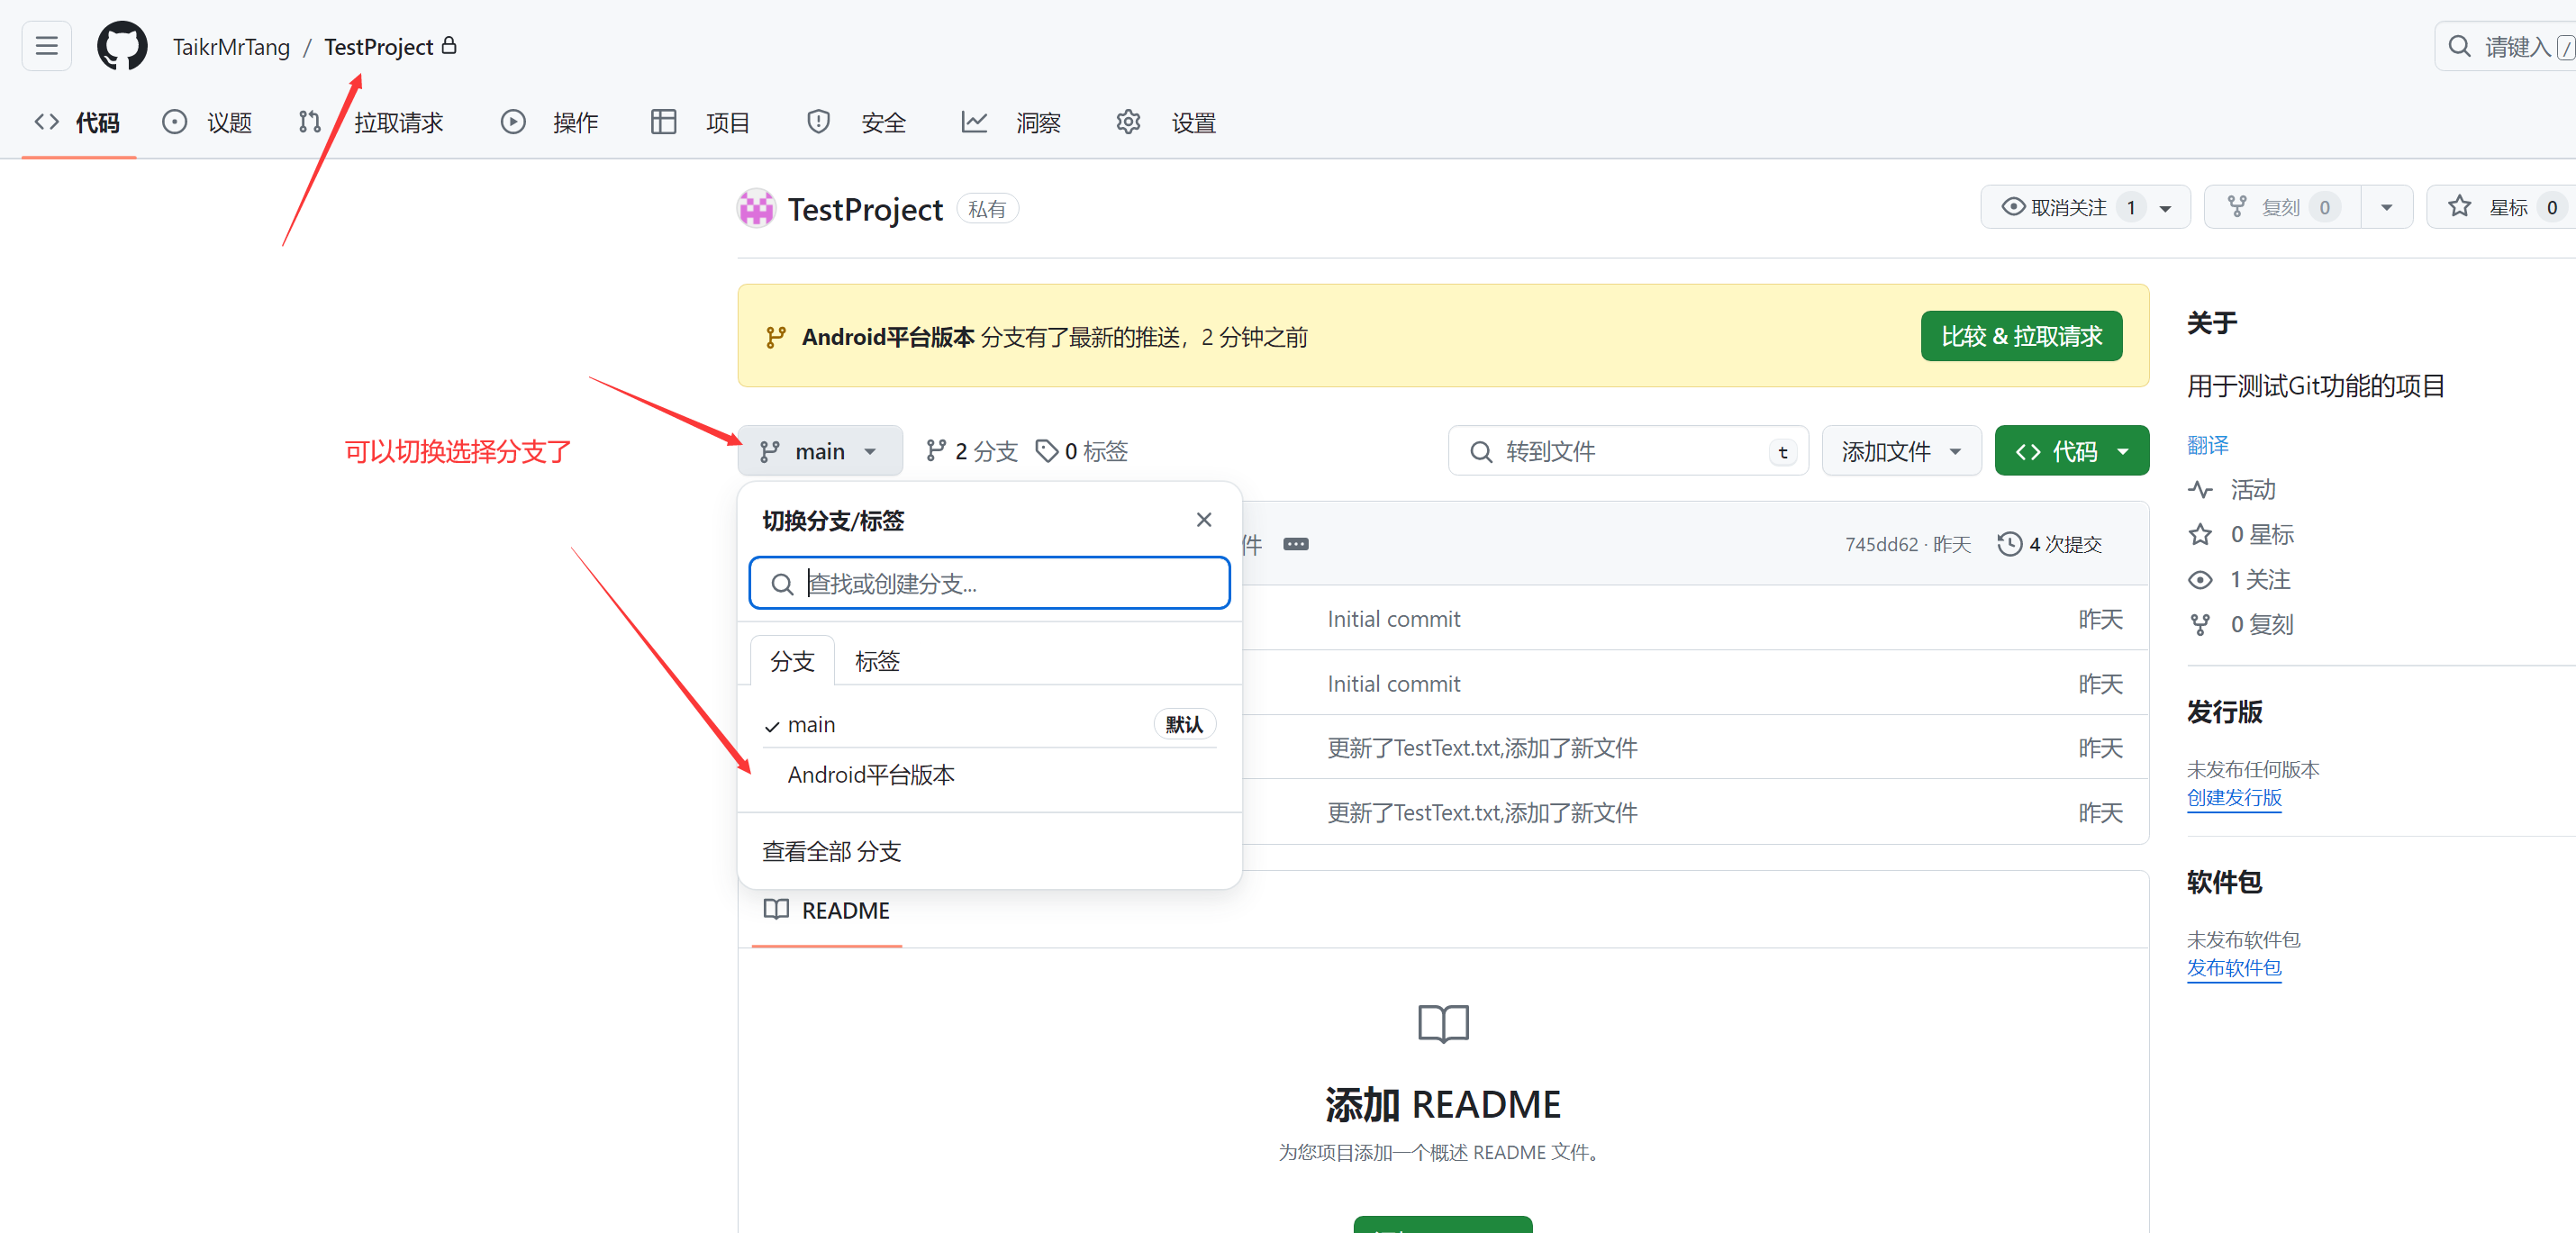 TaikrMrTang / TestProject
请键入 /
代码 议题 拉取请求 操作 项目 安全 洞察 设置
TestProject 私有
取消关注 1 复刻 0 星标 0
Android平台版本 分支有了最新的推送，2 分钟之前
比较 & 拉取请求
关于
用于测试Git功能的项目
翻译
活动
0 星标
1 关注
0 复刻
可以切换选择分支了
main 2 分支 0 标签
转到文件 t 添加文件 代码
切换分支/标签
查找或创建分支...
分支 标签
main 默认
Android平台版本
查看全部 分支
件 745dd62 · 昨天 4 次提交
Initial commit 昨天
Initial commit 昨天
更新了TestText.txt,添加了新文件 昨天
更新了TestText.txt,添加了新文件 昨天
发行版
未发布任何版本
创建发行版
软件包
未发布软件包
发布软件包
README
添加 README
为您项目添加一个概述 README 文件。